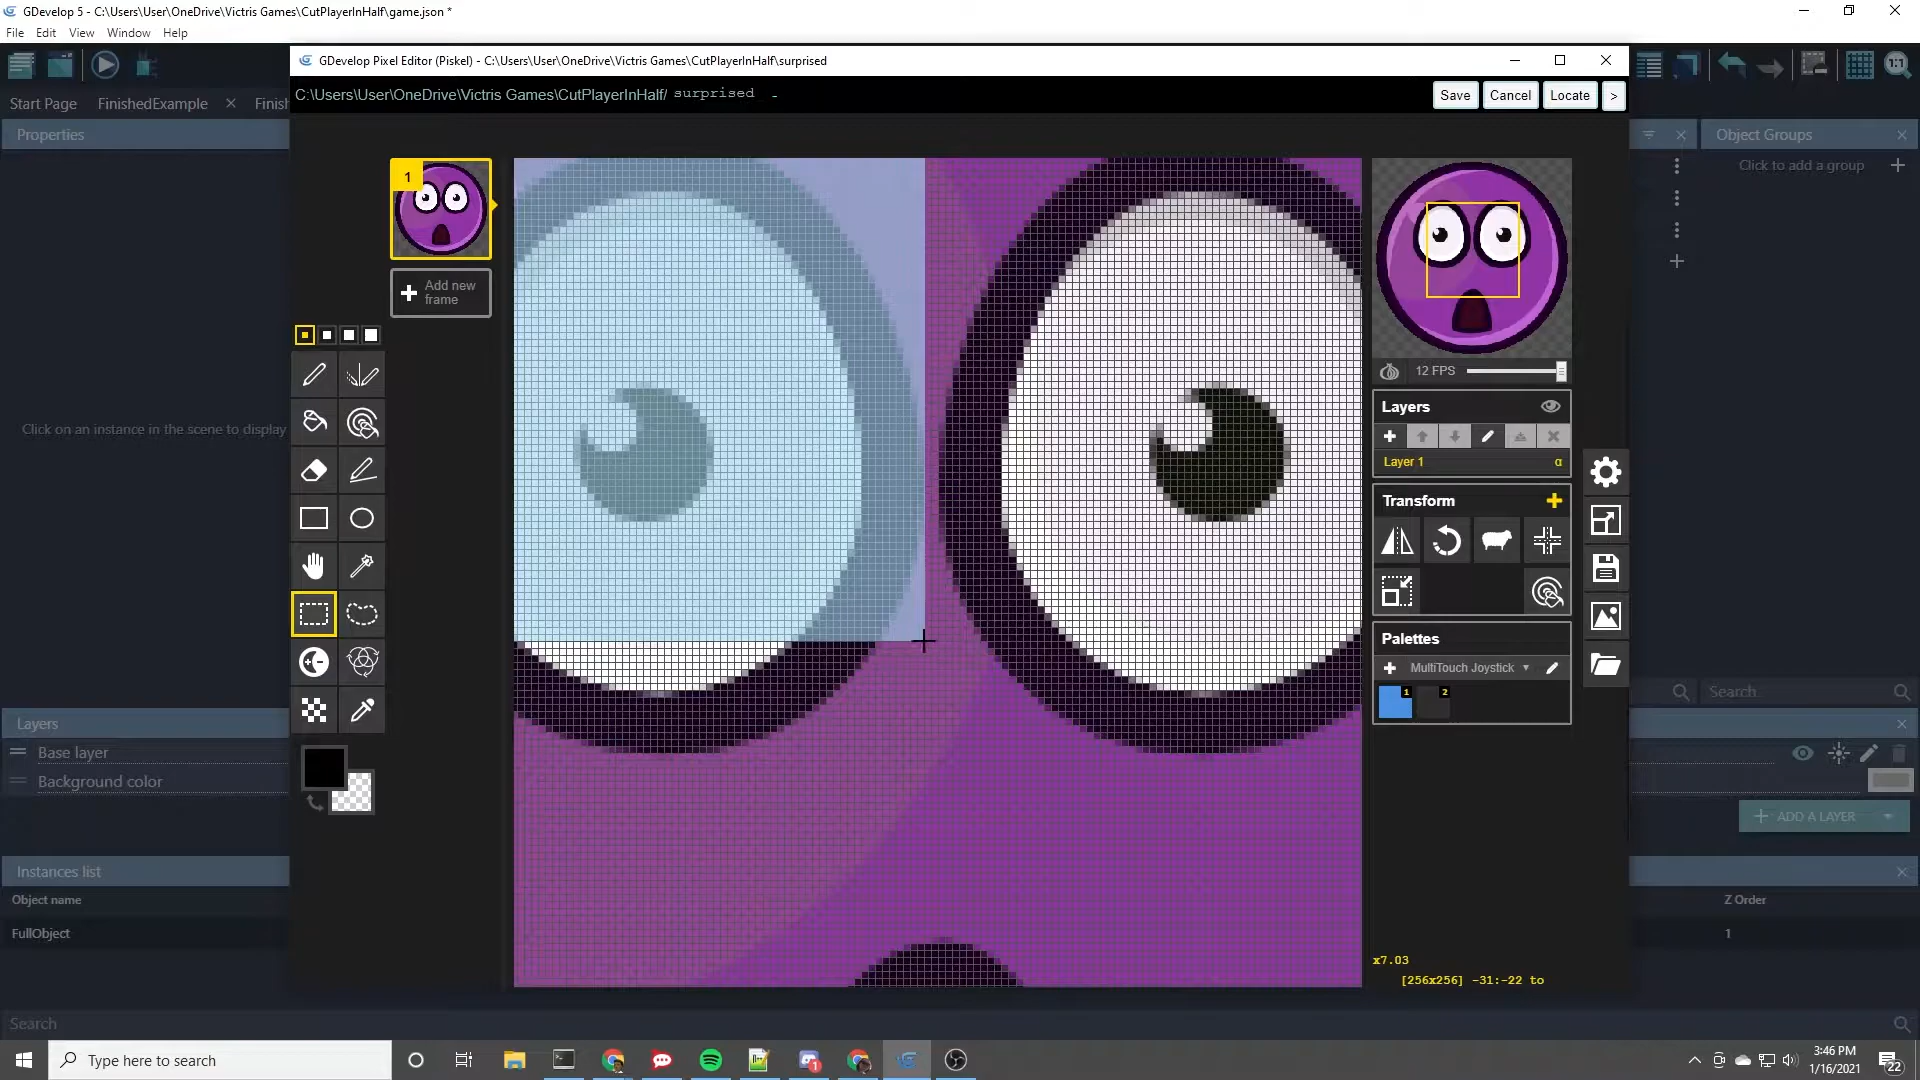 GDevelop 5 - C:\Users\User\OneDrive\Victris Games\CutPlayerInHalf\game.json *
File Edit View Window Help
GDevelop Pixel Editor (Piskel) - C:\Users\User\OneDrive\Victris Games\CutPlayerInHalf\surprised
C:\Users\User\OneDrive\Victris Games\CutPlayerInHalf/ surprised -
Save Cancel Locate >
1:1
Start Page FinishedExample Finish
Properties
Object Groups
Click to add a group
1
Add new
frame
12 FPS
Layers
Click on an instance in the scene to display
Layer 1 α
Transform
Palettes
MultiTouch Joystick
1 2
Search...
Layers
Base layer
Background color
ADD A LAYER
Instances list
Object name
Z Order
FullObject
1
x7.03
[256x256] -31:-22 to
Search
Type here to search
1
3:46 PM
1/16/2021
22